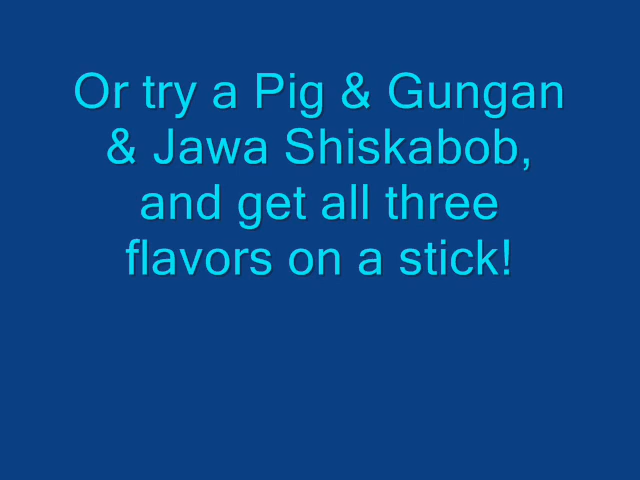 Or try a Pig & Gungan
& Jawa Shiskabob,
and get all three
flavors on a stick!